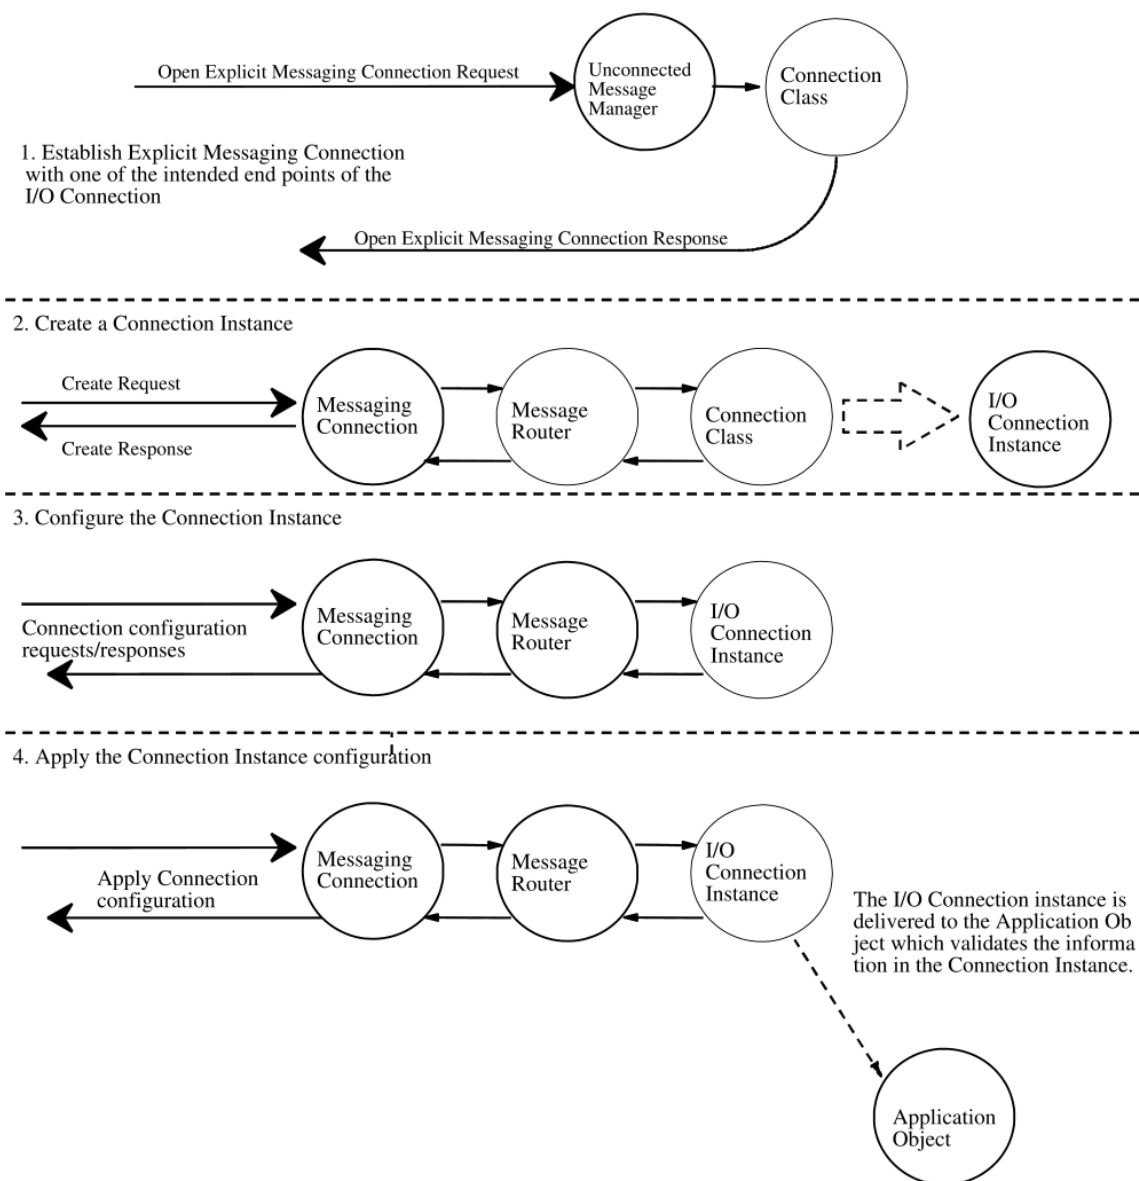 Open Explicit Messaging Connection Request
Unconnected
Message
Manager
Connection
Class
1. Establish Explicit Messaging Connection
with one of the intended end points of the
I/O Connection
Open Explicit Messaging Connection Response
2. Create a Connection Instance
Create Request
Create Response
Messaging
Connection
Message
Router
Connection
Class
I/O
Connection
Instance
3. Configure the Connection Instance
Connection configuration
requests/responses
Messaging
Connection
Message
Router
I/O
Connection
Instance
4. Apply the Connection Instance configuration
Apply Connection
configuration
Messaging
Connection
Message
Router
I/O
Connection
Instance
The I/O Connection instance is
delivered to the Application Ob
ject which validates the informa
tion in the Connection Instance.
Application
Object